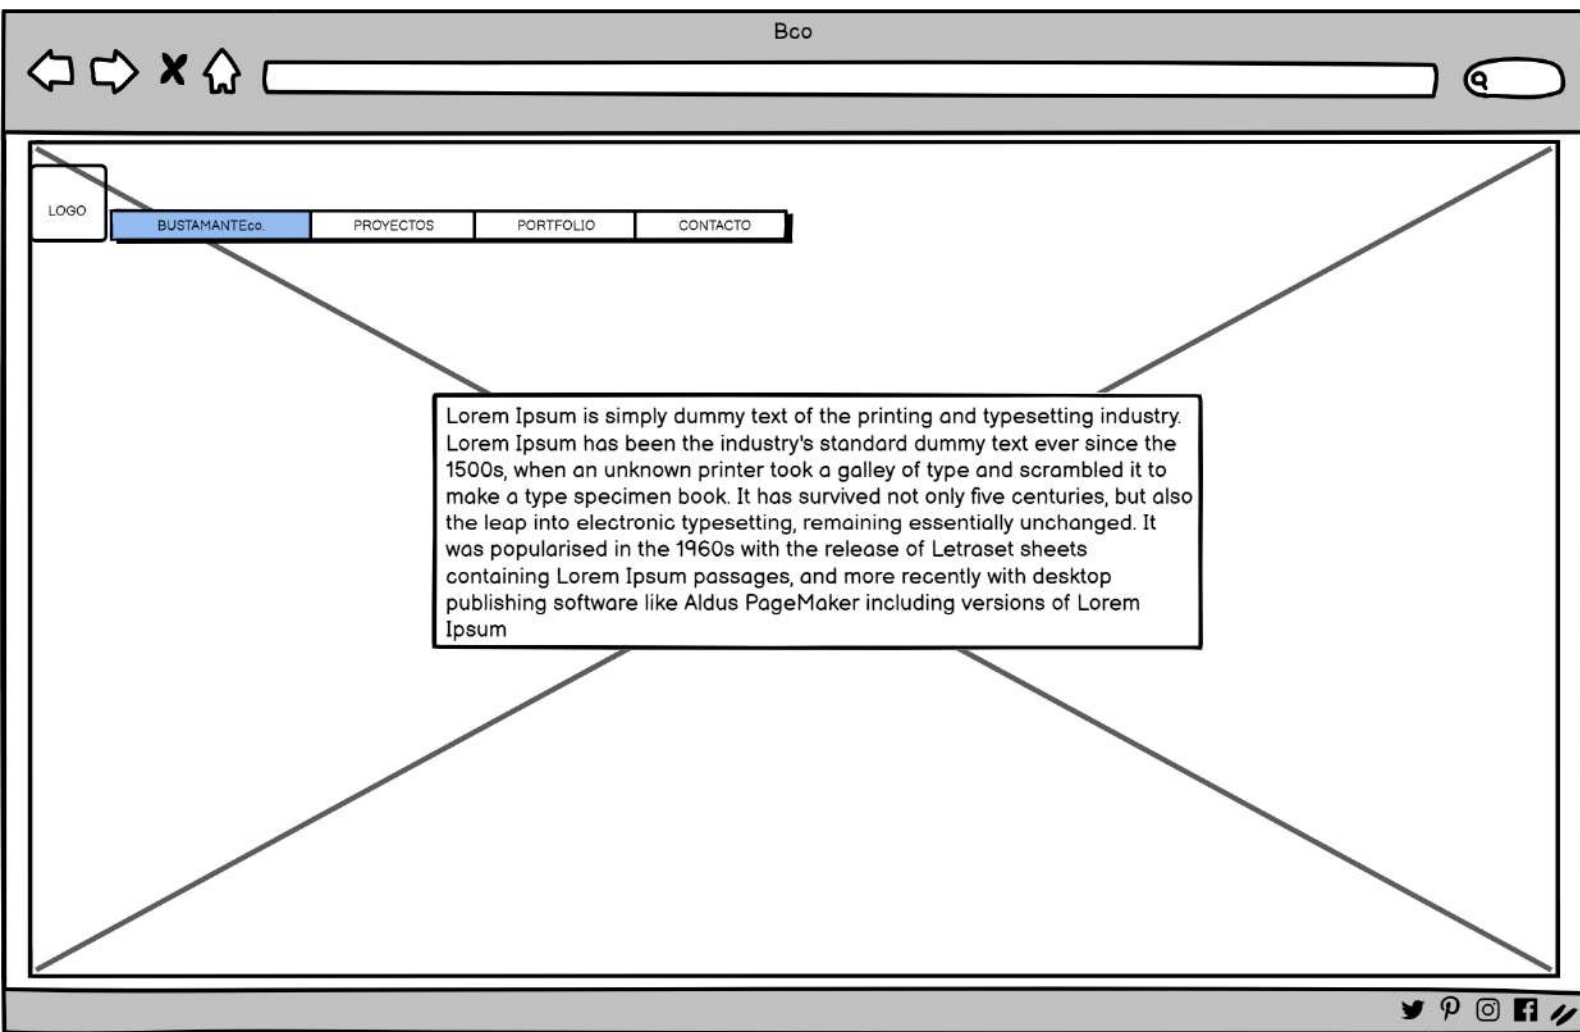 Bco
LOGO
BUSTAMANTEco. PROYECTOS PORTFOLIO CONTACTO
Lorem Ipsum is simply dummy text of the printing and typesetting industry.
Lorem Ipsum has been the industry's standard dummy text ever since the
1500s, when an unknown printer took a galley of type and scrambled it to
make a type specimen book. It has survived not only five centuries, but also
the leap into electronic typesetting, remaining essentially unchanged. It
was popularised in the 1960s with the release of Letraset sheets
containing Lorem Ipsum passages, and more recently with desktop
publishing software like Aldus PageMaker including versions of Lorem
Ipsum